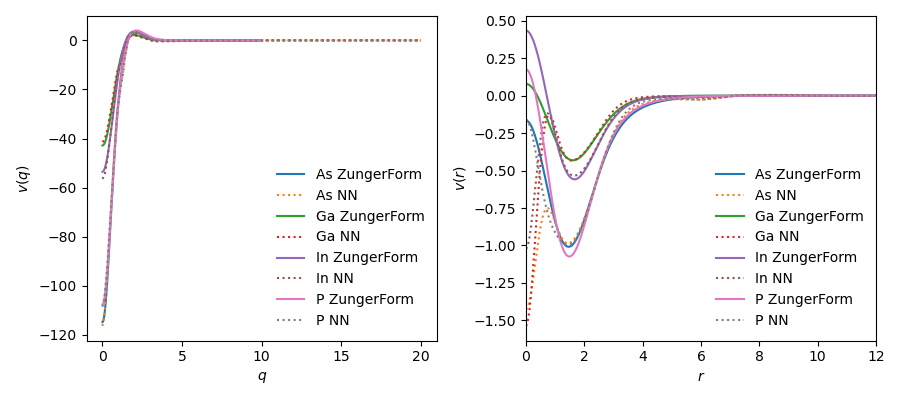 0
−20
−40
−60
−80
−100
−120
v(q)
0
5
10
15
20
q
As ZungerForm
As NN
Ga ZungerForm
Ga NN
In ZungerForm
In NN
P ZungerForm
P NN
0.50
0.25
0.00
−0.25
−0.50
−0.75
−1.00
−1.25
−1.50
v(r)
0
2
4
6
8
10
12
r
As ZungerForm
As NN
Ga ZungerForm
Ga NN
In ZungerForm
In NN
P ZungerForm
P NN